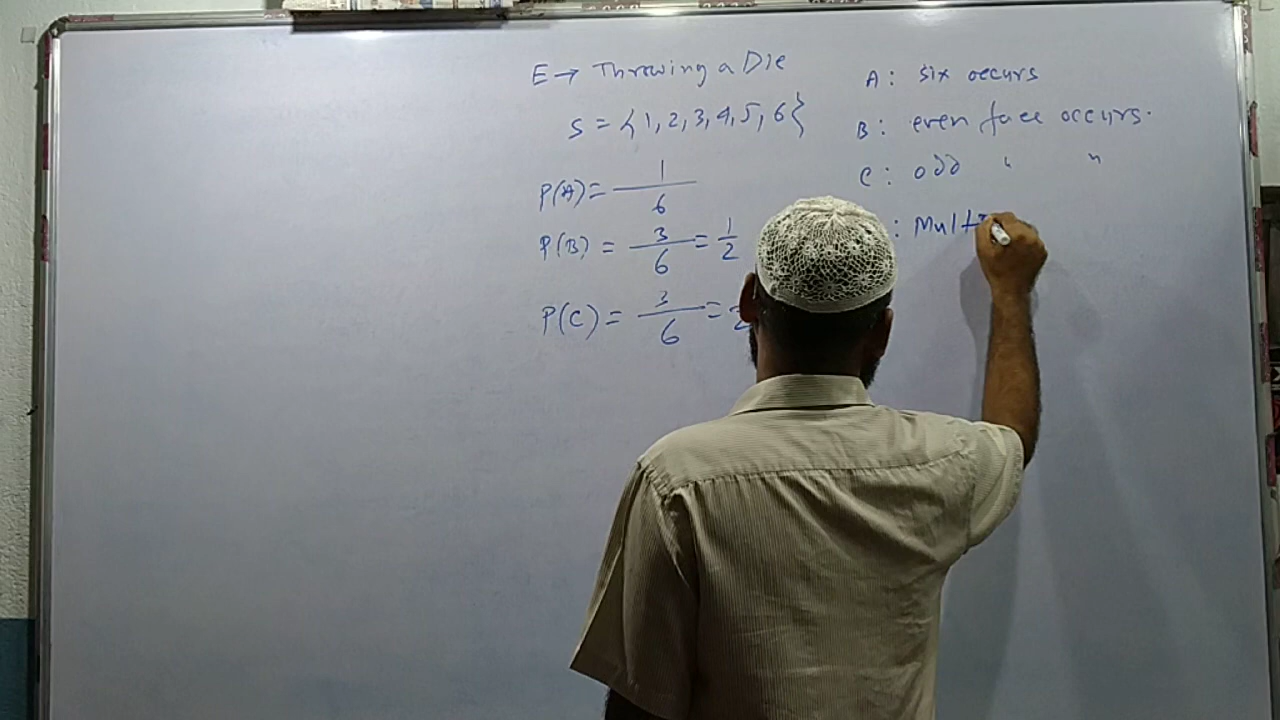 E → Throwing a Die
S = {1, 2, 3, 4, 5, 6}
P(A) = 1/6
P(B) = 3/6 = 1/2
P(C) = 3/6 =
A: six occurs
B: even face occurs.
C: odd " "
: Mult